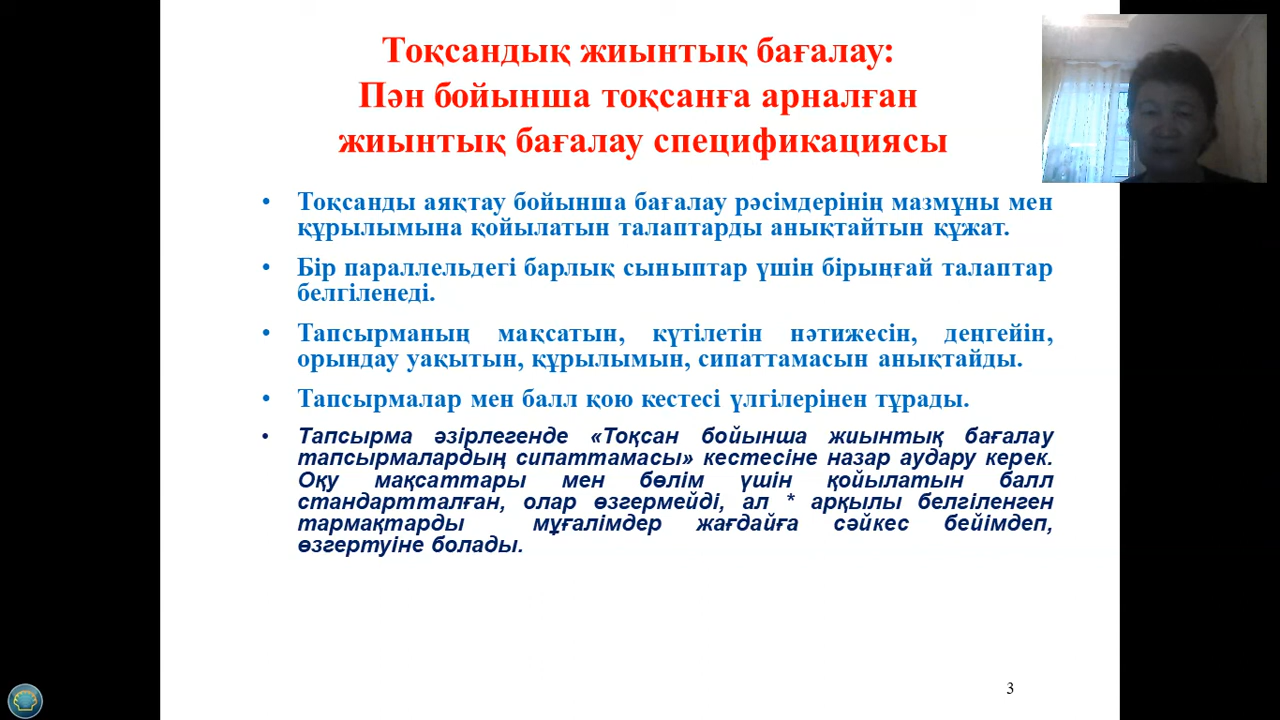 Тоқсандық жиынтық бағалау:
Пән бойынша тоқсанға арналған
жиынтық бағалау спецификациясы
• Тоқсанды аяқтау бойынша бағалау рәсімдерінің мазмұны мен
құрылымына қойылатын талаптарды анықтайтын құжат.
• Бір параллельдегі барлық сыныптар үшін бірыңғай талаптар
белгіленеді.
• Тапсырманың мақсатын, күтілетін нәтижесін, деңгейін,
орындау уақытын, құрылымын, сипаттамасын анықтайды.
• Тапсырмалар мен балл қою кестесі үлгілерінен тұрады.
• Тапсырма әзірлегенде «Тоқсан бойынша жиынтық бағалау
тапсырмалардың сипаттамасы» кестесіне назар аудару керек.
Оқу мақсаттары мен бөлім үшін қойылатын балл
стандартталған, олар өзгермейді, ал * арқылы белгіленген
тармақтарды мұғалімдер жағдайға сәйкес бейімдеп,
өзгертуіне болады.
3